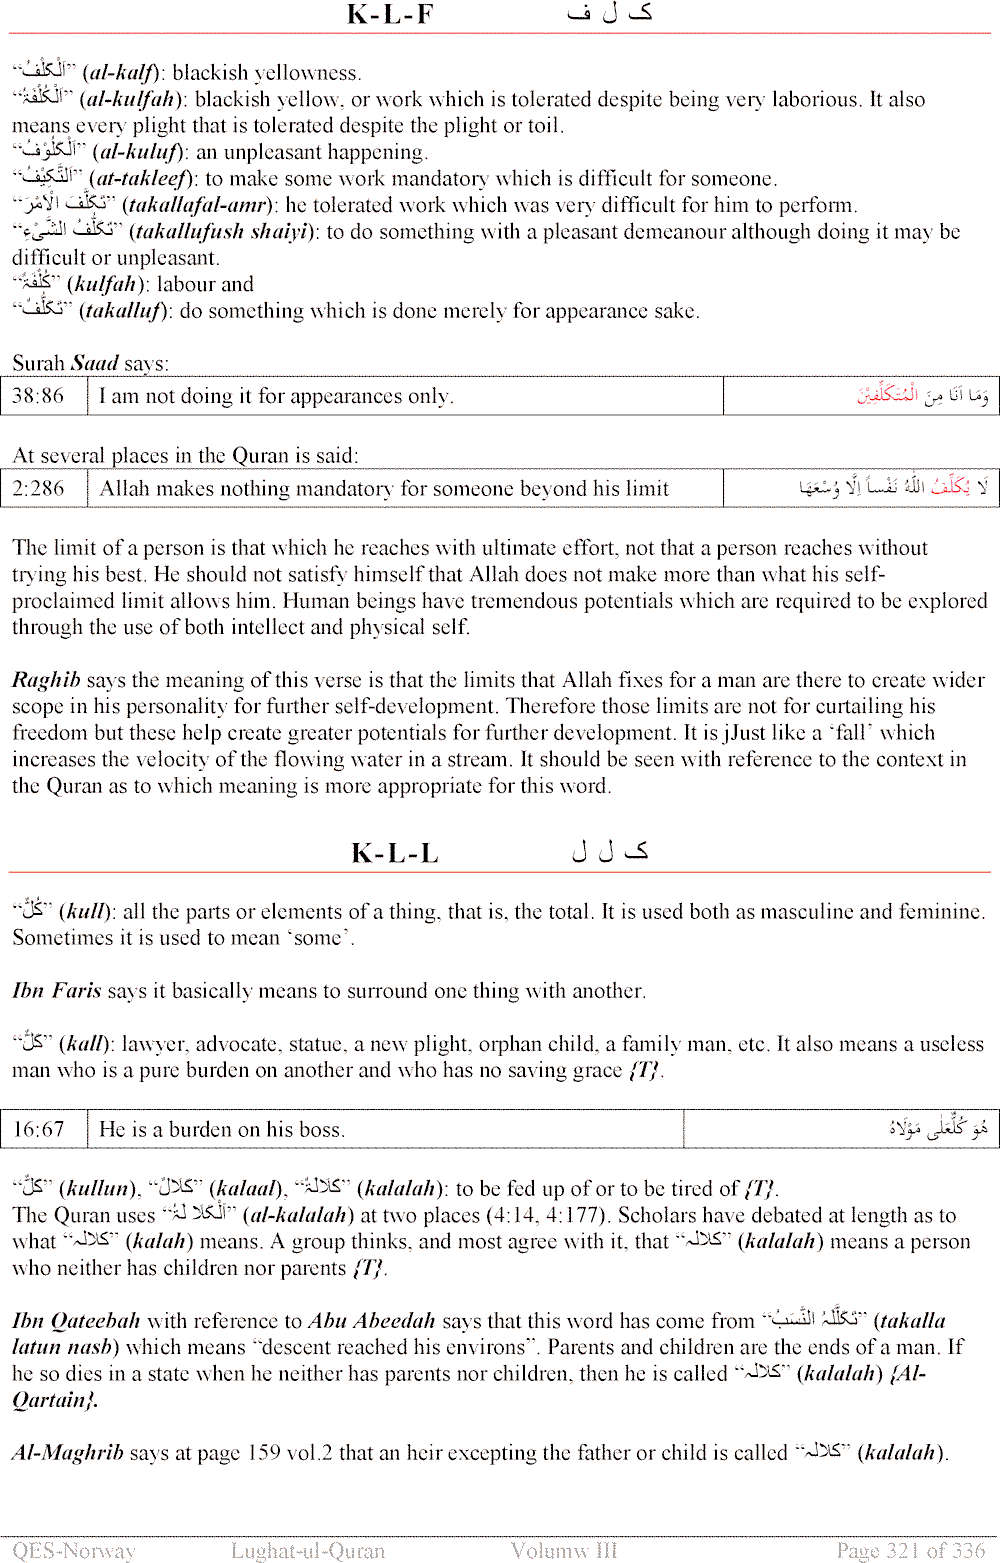 K-L-F ک ل ف
“اَلْکَلْفُ” (al-kalf): blackish yellowness.
“اَلْکُلْفَۃُ” (al-kulfah): blackish yellow, or work which is tolerated despite being very laborious. It also
means every plight that is tolerated despite the plight or toil.
“اَلْکُلُوْفُ” (al-kuluf): an unpleasant happening.
“اَلتَّکِیْفُ” (at-takleef): to make some work mandatory which is difficult for someone.
“تَکَلَّفَ الْاَمْرَ” (takallafal-amr): he tolerated work which was very difficult for him to perform.
“تَکَلُّفُ الشَّیْءِ” (takallufush shaiyi): to do something with a pleasant demeanour although doing it may be
difficult or unpleasant.
“کُلْفَۃٌ” (kulfah): labour and
“تَکَلُّفٌ” (takalluf): do something which is done merely for appearance sake.
Surah Saad says:
38:86 I am not doing it for appearances only. وَمَا اَنَا مِنَ الْمُتَکَلِّفِیْنَ
At several places in the Quran is said:
2:286 Allah makes nothing mandatory for someone beyond his limit لَا یُکَلِّفُ اللّٰہُ نَفْساً اِلَّا وُسْعَہَا
The limit of a person is that which he reaches with ultimate effort, not that a person reaches without
trying his best. He should not satisfy himself that Allah does not make more than what his self-
proclaimed limit allows him. Human beings have tremendous potentials which are required to be explored
through the use of both intellect and physical self.
Raghib says the meaning of this verse is that the limits that Allah fixes for a man are there to create wider
scope in his personality for further self-development. Therefore those limits are not for curtailing his
freedom but these help create greater potentials for further development. It is jJust like a ‘fall’ which
increases the velocity of the flowing water in a stream. It should be seen with reference to the context in
the Quran as to which meaning is more appropriate for this word.
K-L-L ک ل ل
“کُلٌّ” (kull): all the parts or elements of a thing, that is, the total. It is used both as masculine and feminine.
Sometimes it is used to mean ‘some’.
Ibn Faris says it basically means to surround one thing with another.
“کَلٌّ” (kall): lawyer, advocate, statue, a new plight, orphan child, a family man, etc. It also means a useless
man who is a pure burden on another and who has no saving grace {T}.
16:67 He is a burden on his boss. ہُوَ کُلٌّعَلٰی مَوْلَاہُ
“کَلٌّ” (kullun), “کَلَالٌ” (kalaal), “کَلَالَۃٌ” (kalalah): to be fed up of or to be tired of {T}.
The Quran uses “اَلْکَلَا لَۃُ” (al-kalalah) at two places (4:14, 4:177). Scholars have debated at length as to
what “کلالہ” (kalah) means. A group thinks, and most agree with it, that “کلالہ” (kalalah) means a person
who neither has children nor parents {T}.
Ibn Qateebah with reference to Abu Abeedah says that this word has come from “تَکَلَّلَہُ النَّسَبُ” (takalla
latun nasb) which means “descent reached his environs”. Parents and children are the ends of a man. If
he so dies in a state when he neither has parents nor children, then he is called “کلالہ” (kalalah) {Al-
Qartain}.
Al-Maghrib says at page 159 vol.2 that an heir excepting the father or child is called “کلالہ” (kalalah).
QES-Norway Lughat-ul-Quran Volumw III Page 321 of 336